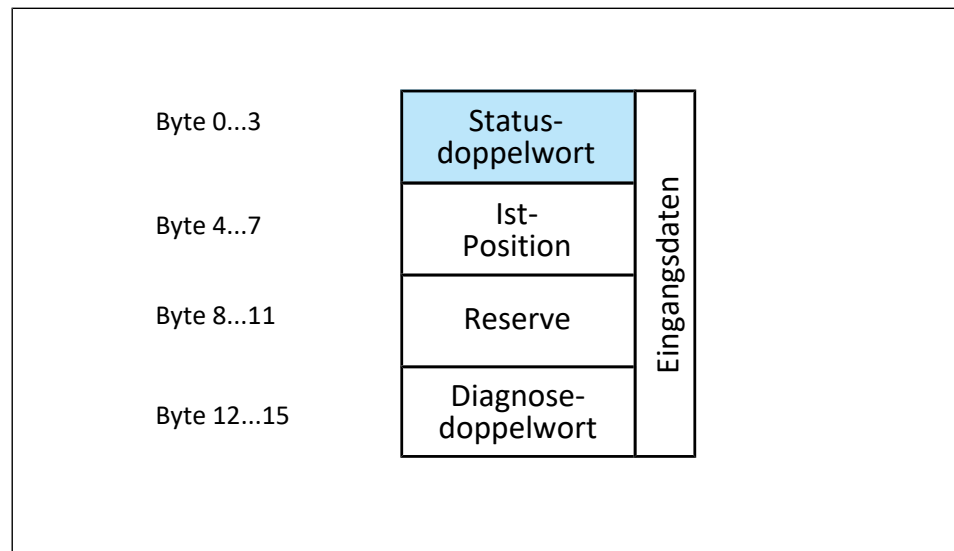 Byte 0...3
Status-
doppelwort
Byte 4...7
Ist-
Position
Byte 8...11
Reserve
Byte 12...15
Diagnose-
doppelwort
Eingangsdaten